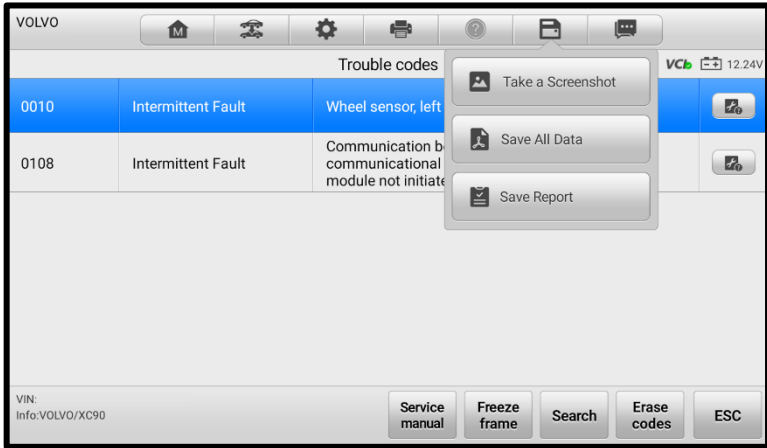 VOLVO
M
Trouble codes
VCI 12.24V
Take a Screenshot
0010 Intermittent Fault Wheel sensor, left
Save All Data
0108 Intermittent Fault Communication b
communicational
module not initiate
Save Report
VIN:
Info:VOLVO/XC90
Service
manual
Freeze
frame
Search
Erase
codes
ESC